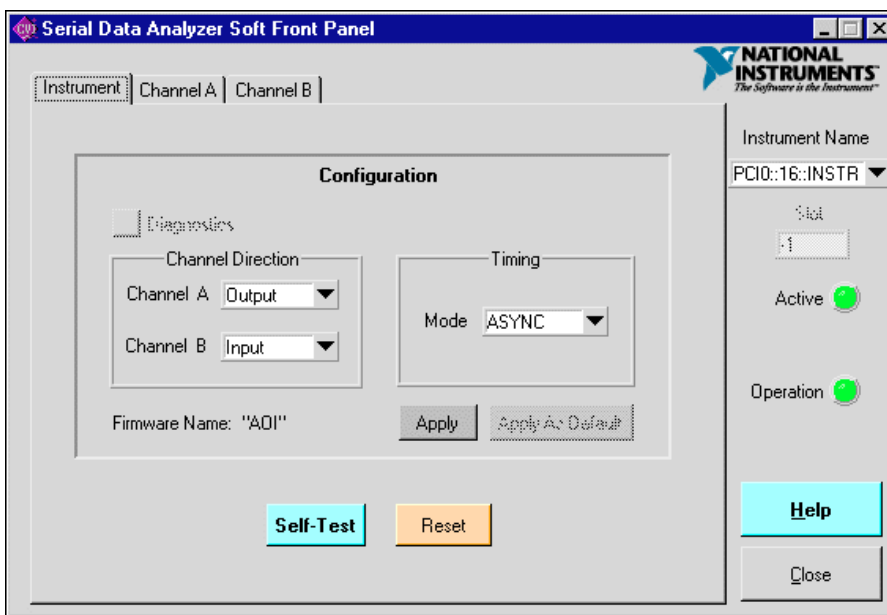 Serial Data Analyzer Soft Front Panel
NATIONAL
INSTRUMENTS™
The Software is the Instrument™
Instrument
Channel A
Channel B
Configuration
Diagnostics
Channel Direction
Channel A Output
Channel B Input
Timing
Mode ASYNC
Firmware Name: "AOI"
Apply
Apply As Default
Self-Test
Reset
Instrument Name
PCI0::16::INSTR
Slot
-1
Active
Operation
Help
Close